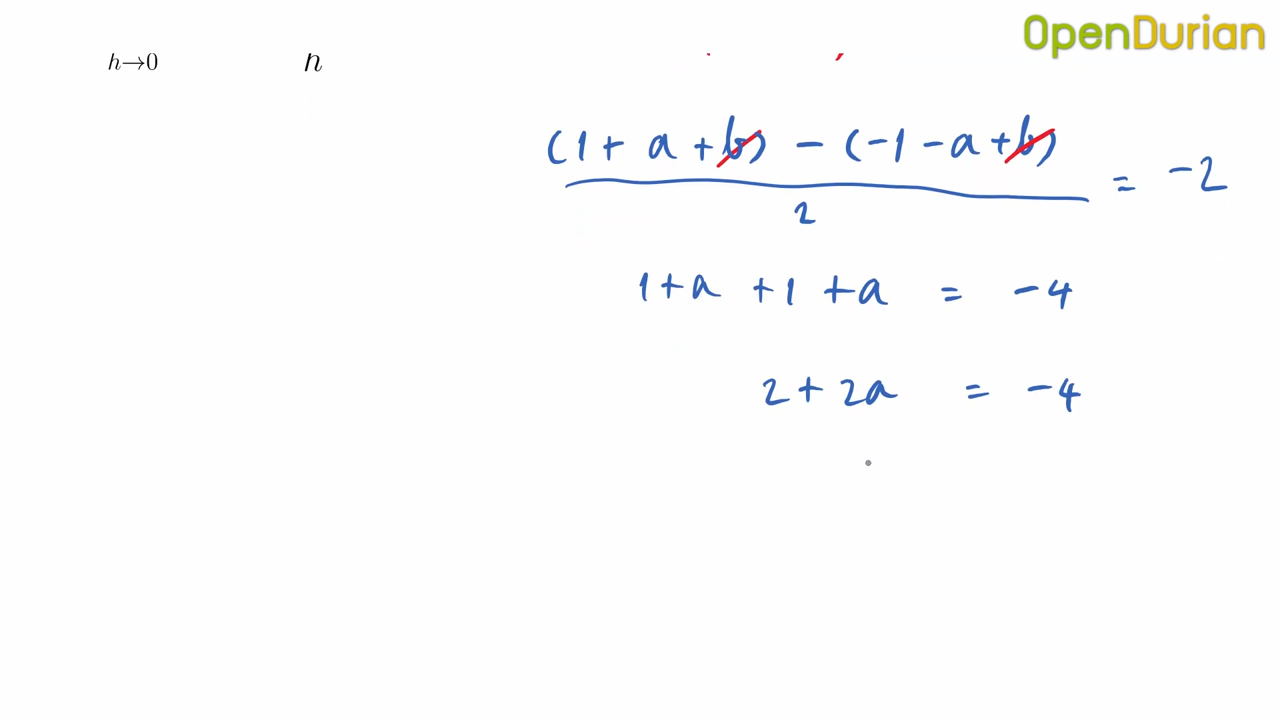 OpenDurian
h→0 n
(1 + a + b) - (-1 - a + b)
2
= -2
1 + a + 1 + a = -4
2 + 2a = -4